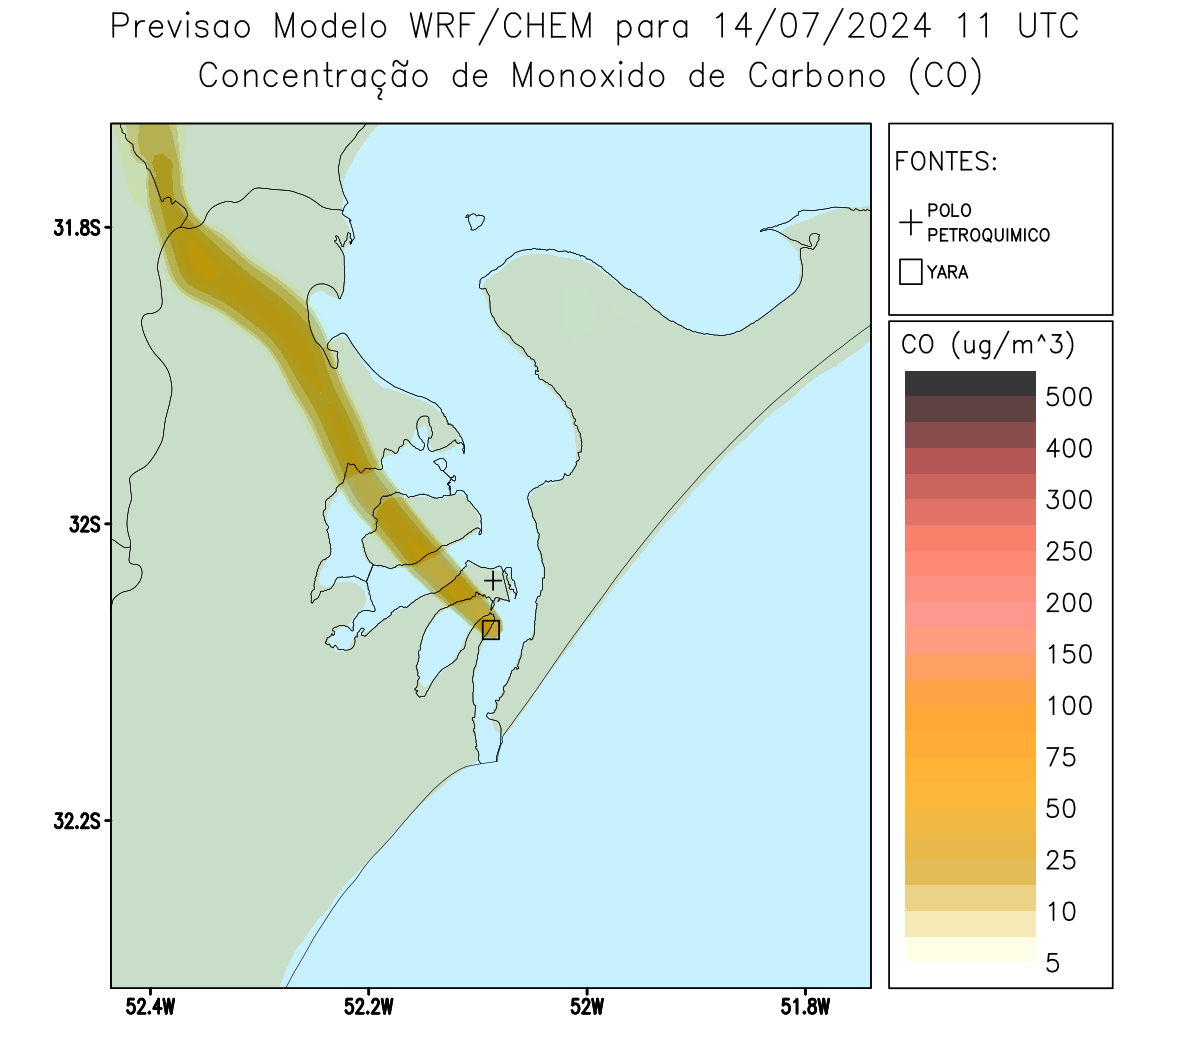 Previsao Modelo WRF/CHEM para 14/07/2024 11 UTC
Concentração de Monoxido de Carbono (CO)
FONTES:
POLO
PETROQUIMICO
YARA
CO (ug/m^3)
500
400
300
250
200
150
100
75
50
25
10
5
31.8S
32S
32.2S
52.4W
52.2W
52W
51.8W